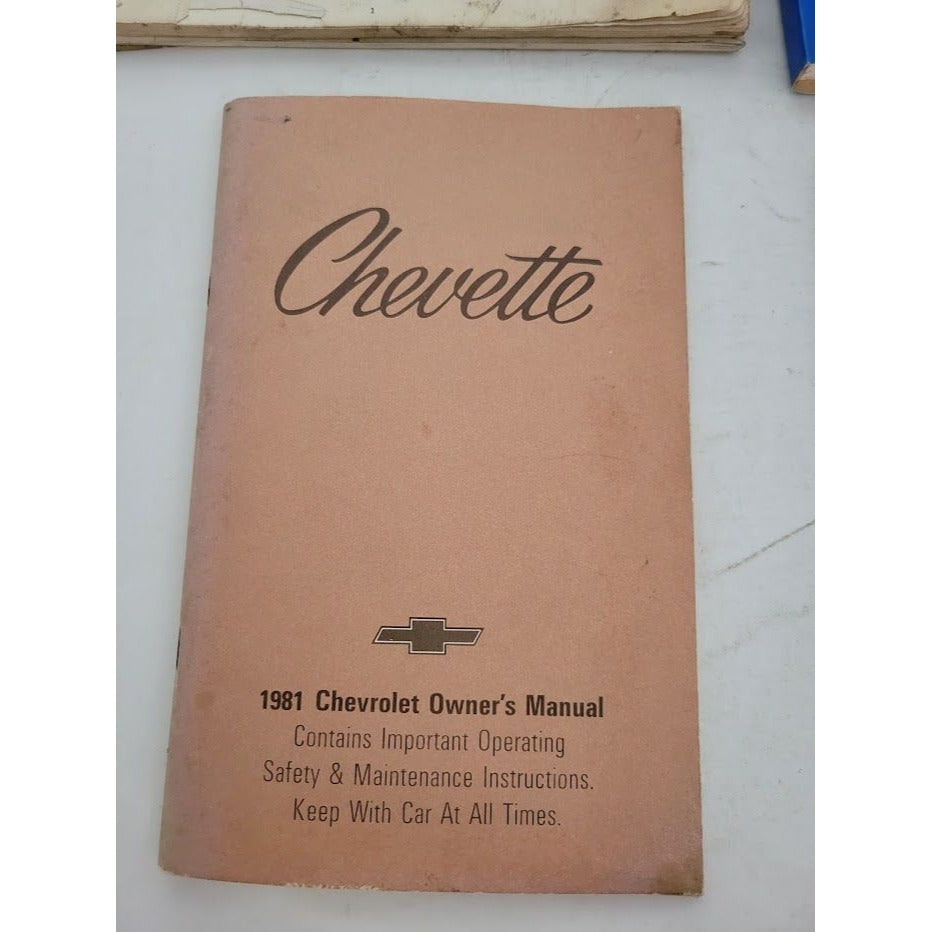 Chevette
1981 Chevrolet Owner's Manual
Contains Important Operating
Safety & Maintenance Instructions.
Keep With Car At All Times.